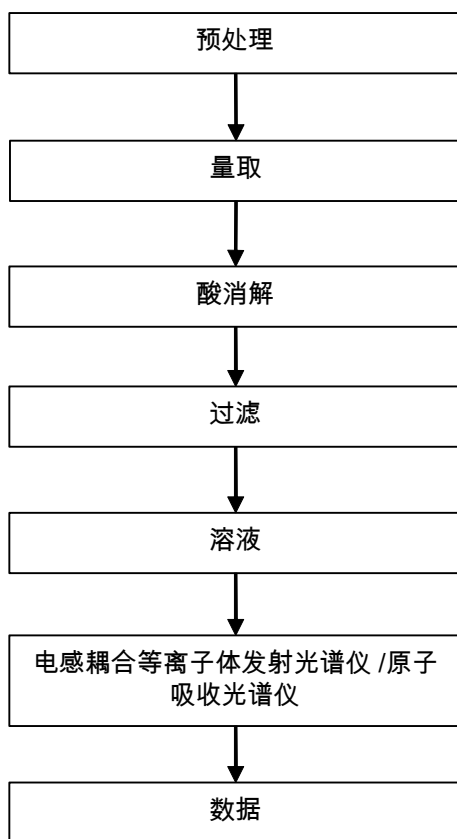 预处理
量取
酸消解
过滤
溶液
电感耦合等离子体发射光谱仪 /原子
吸收光谱仪
数据